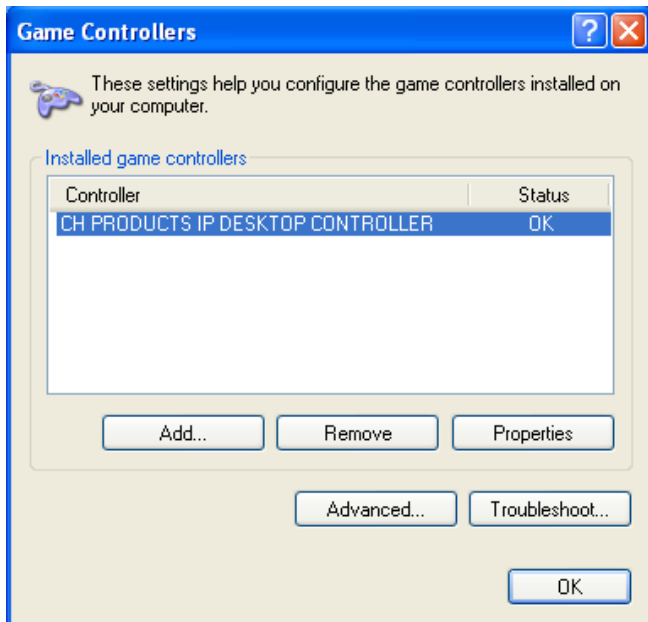 Game Controllers
These settings help you configure the game controllers installed on
your computer.
Installed game controllers
Controller Status
CH PRODUCTS IP DESKTOP CONTROLLER OK
Add... Remove Properties
Advanced... Troubleshoot...
OK